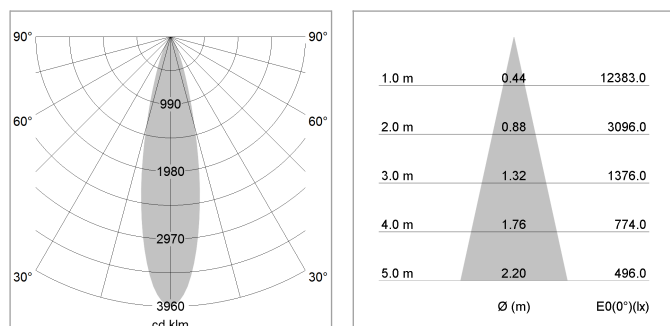 90° 90°
990
60° 60°
1980
2970
30° 30°
3960
cd klm
1.0 m 0.44 12383.0
2.0 m 0.88 3096.0
3.0 m 1.32 1376.0
4.0 m 1.76 774.0
5.0 m 2.20 496.0
Ø (m) E0(0°)(lx)